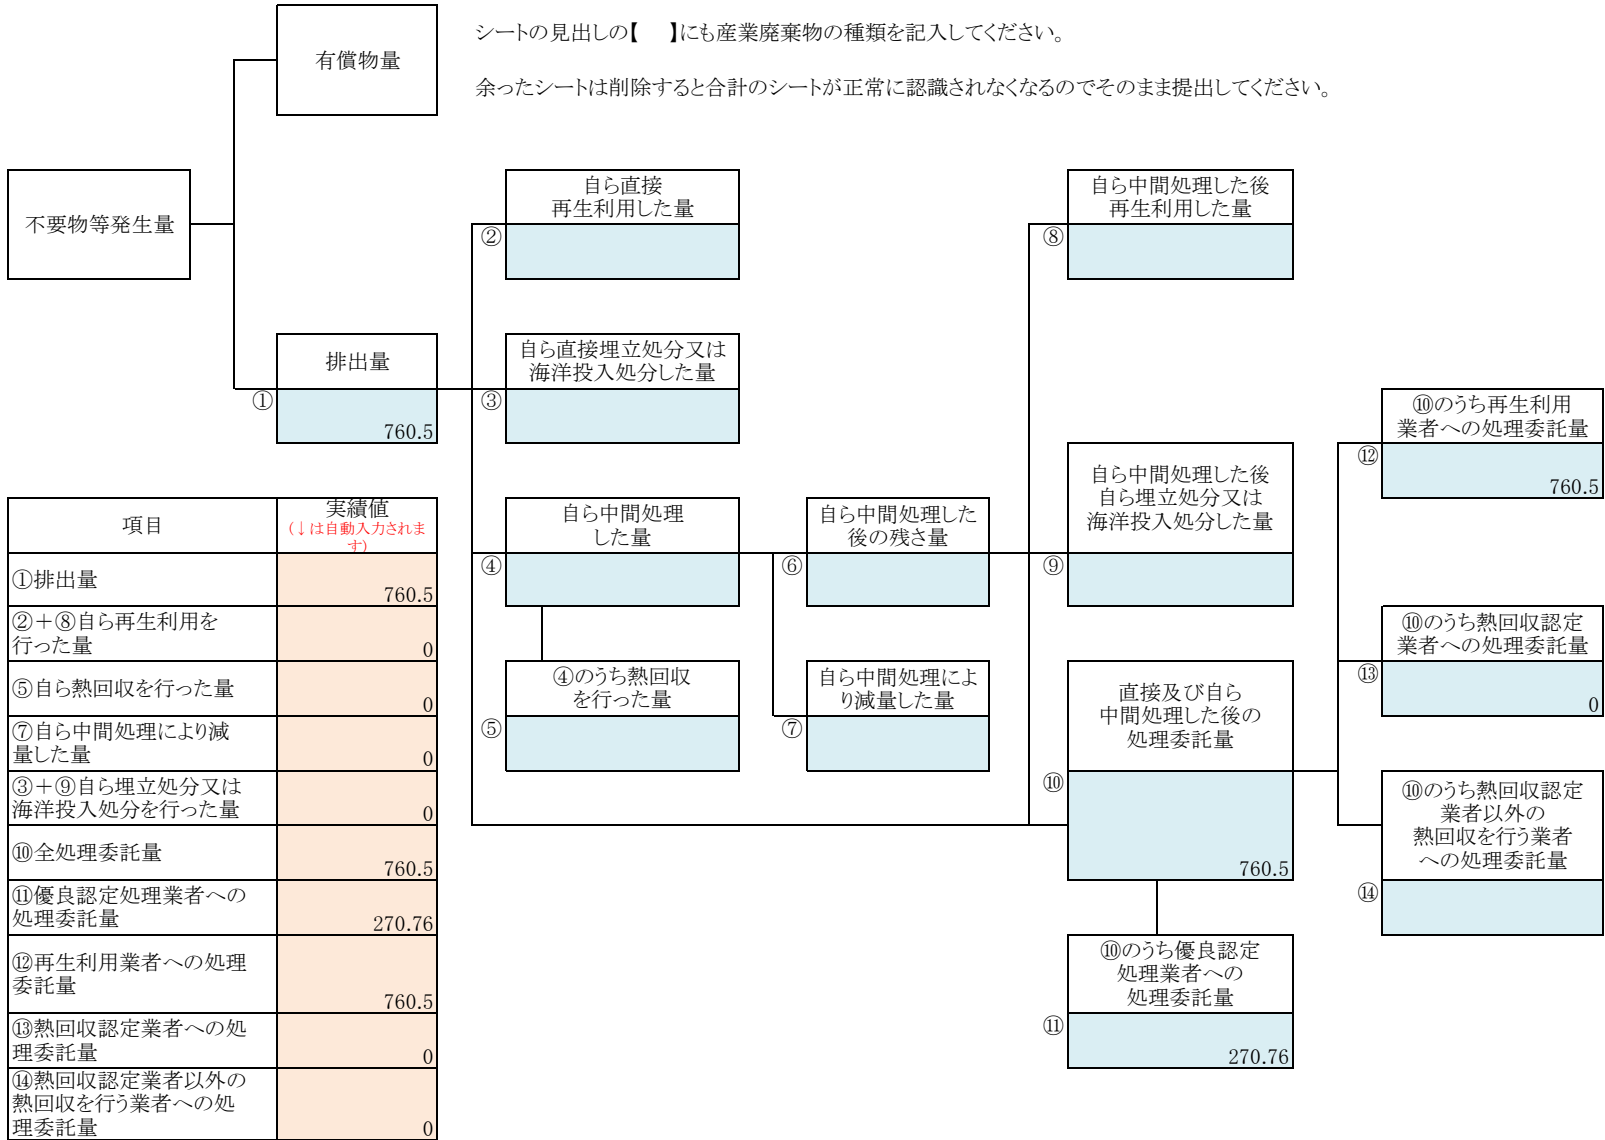 シートの見出しの【　】にも産業廃棄物の種類を記入してください。
余ったシートは削除すると合計のシートが正常に認識されなくなるのでそのまま提出してください。
有償物量
不要物等発生量
自ら直接
再生利用した量
②
自ら中間処理した後
再生利用した量
⑧
排出量
①
760.5
自ら直接埋立処分又は
海洋投入処分した量
③
⑩のうち再生利用
業者への処理委託量
⑫
760.5
自ら中間処理
した量
④
自ら中間処理した
後の残さ量
⑥
自ら中間処理した後
自ら埋立処分又は
海洋投入処分した量
⑨
⑩のうち熱回収認定
業者への処理委託量
⑬
0
④のうち熱回収
を行った量
⑤
自ら中間処理によ
り減量した量
⑦
直接及び自ら
中間処理した後の
処理委託量
⑩
760.5
⑩のうち熱回収認定
業者以外の
熱回収を行う業者
への処理委託量
⑭
⑩のうち優良認定
処理業者への
処理委託量
⑪
270.76
項目
実績値
(↓は自動入力されま
す)
①排出量
760.5
②＋⑧自ら再生利用を
行った量
0
⑤自ら熱回収を行った量
0
⑦自ら中間処理により減
量した量
0
③＋⑨自ら埋立処分又は
海洋投入処分を行った量
0
⑩全処理委託量
760.5
⑪優良認定処理業者への
処理委託量
270.76
⑫再生利用業者への処理
委託量
760.5
⑬熱回収認定業者への処
理委託量
0
⑭熱回収認定業者以外の
熱回収を行う業者への処
理委託量
0